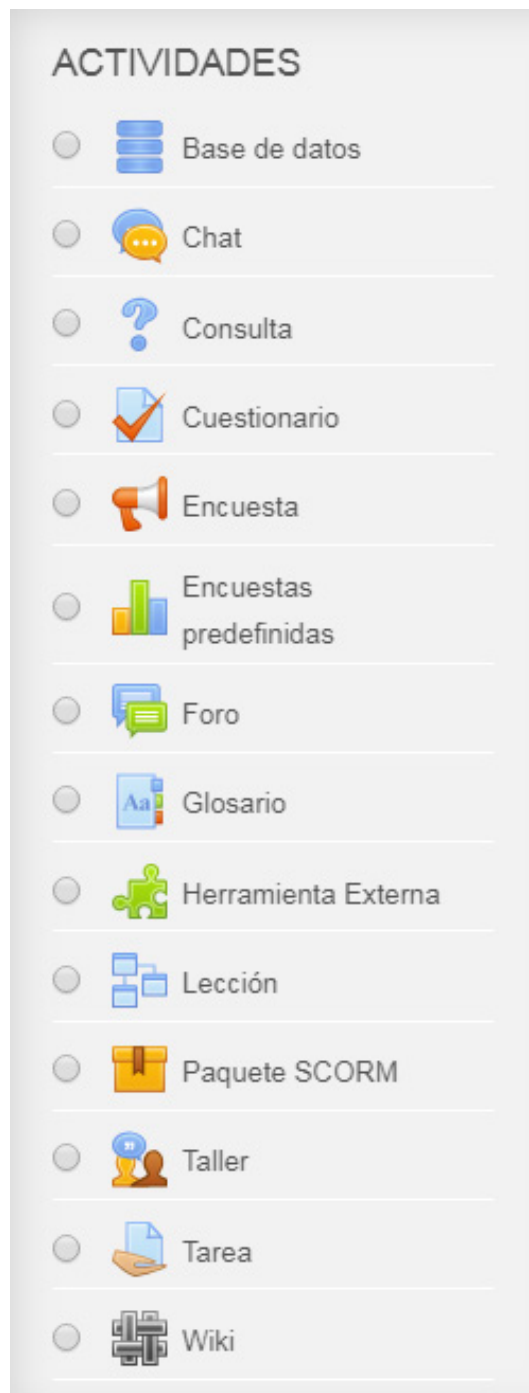 ACTIVIDADES
Base de datos
Chat
Consulta
Cuestionario
Encuesta
Encuestas
predefinidas
Foro
Aa
Glosario
Herramienta Externa
Lección
Paquete SCORM
Taller
Tarea
Wiki